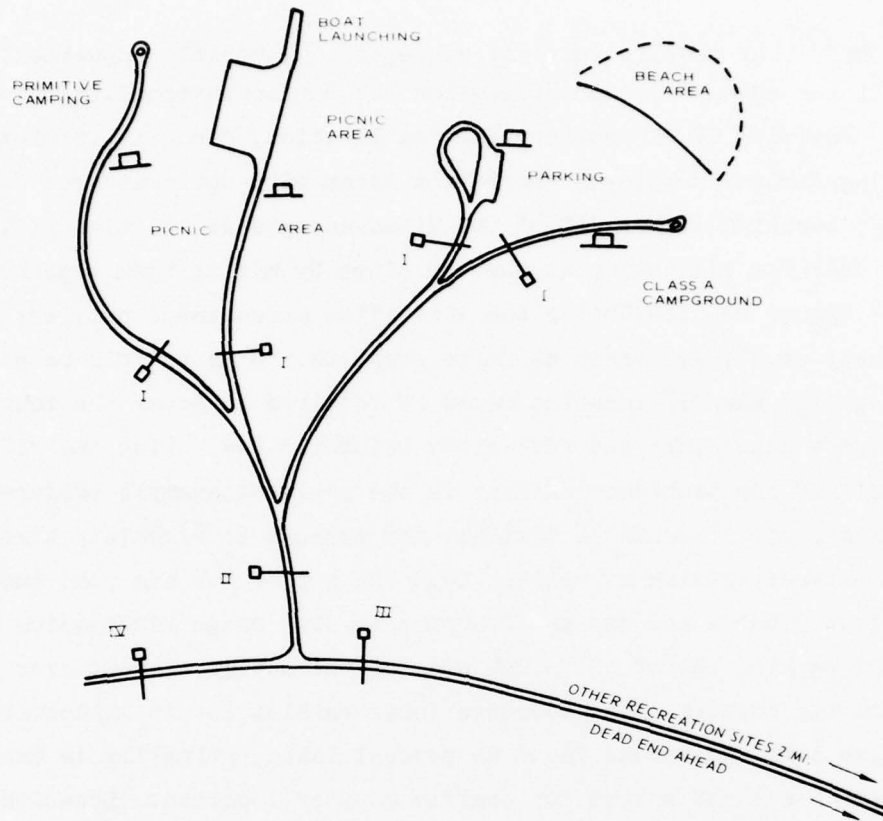 BOAT
LAUNCHING
PRIMITIVE
CAMPING
BEACH
AREA
PICNIC
AREA
PARKING
PICNIC
AREA
I
I
CLASS A
CAMPGROUND
I
I
II
III
IV
OTHER RECREATION SITES 2 MI.
DEAD END
AHEAD